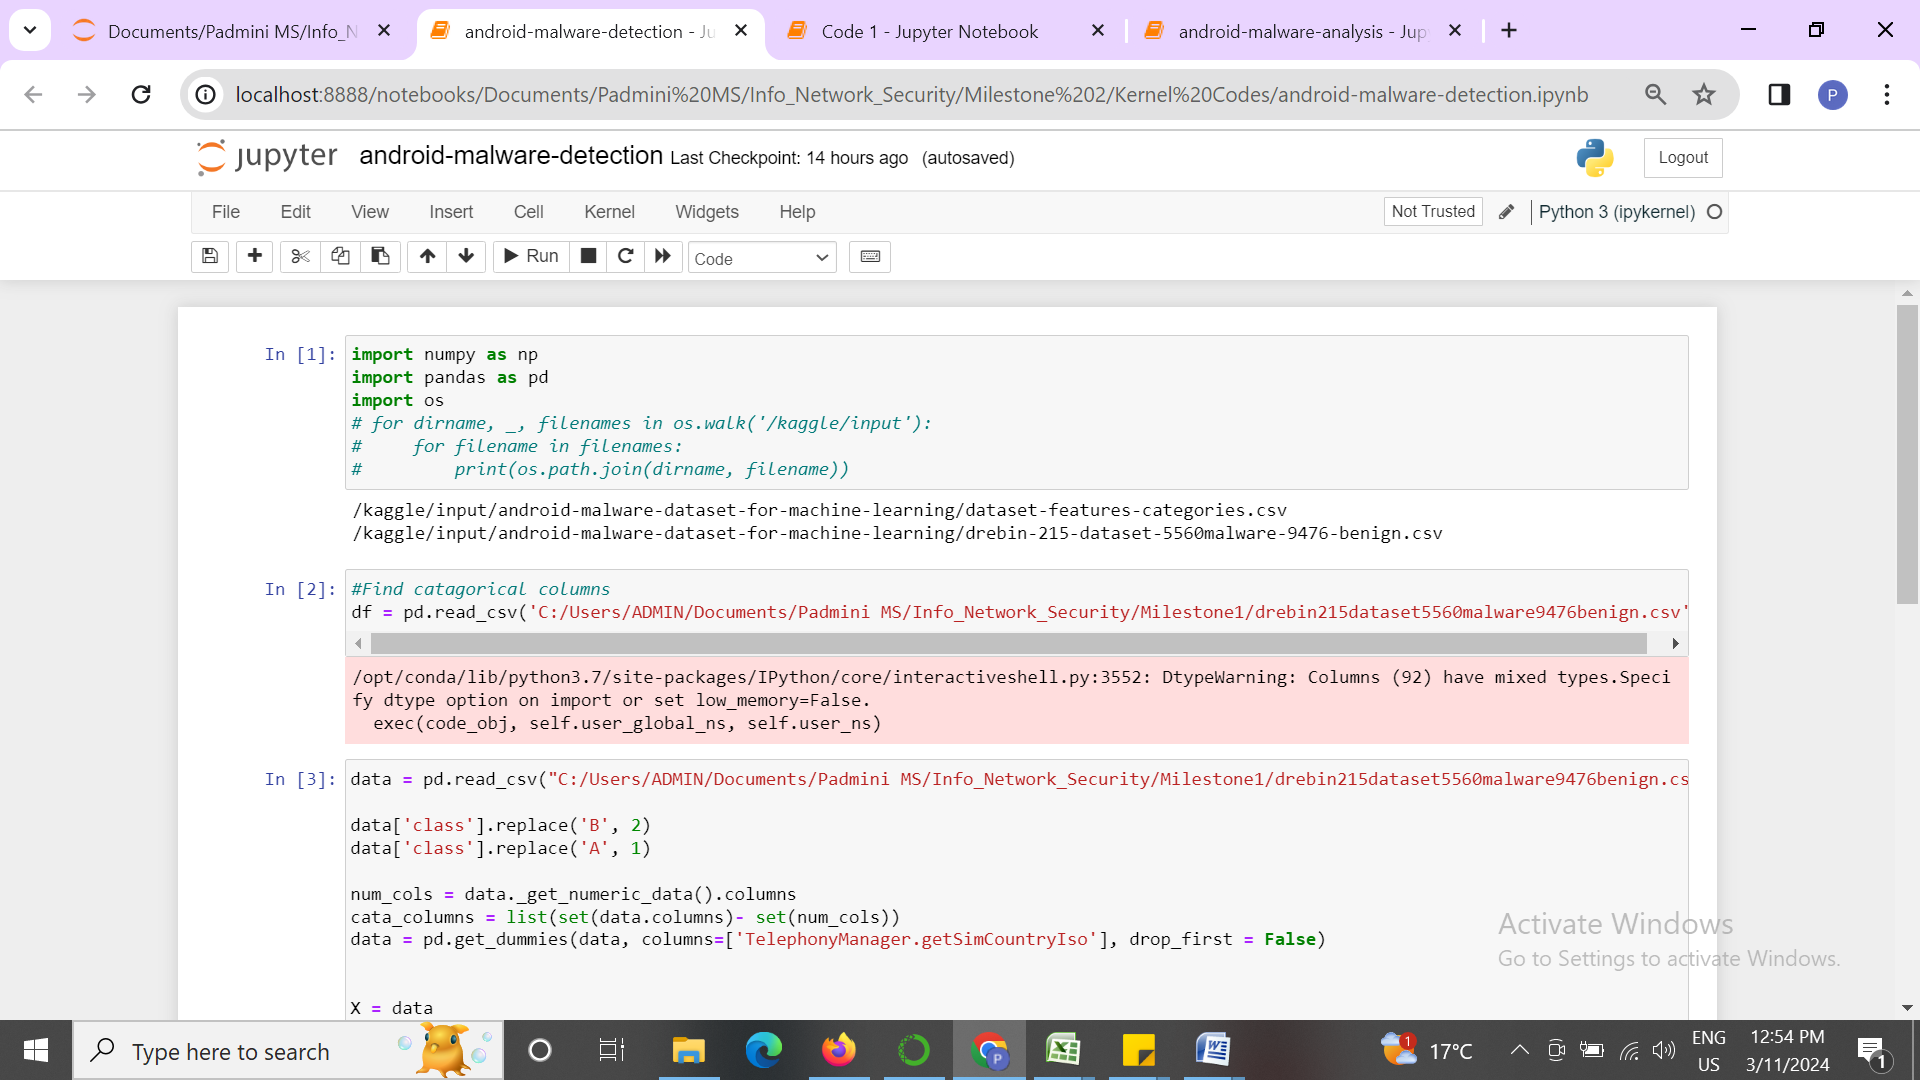 Documents/Padmini MS/Info_N
android-malware-detection - Ju
Code 1 - Jupyter Notebook
android-malware-analysis - Jup
localhost:8888/notebooks/Documents/Padmini%20MS/Info_Network_Security/Milestone%202/Kernel%20Codes/android-malware-detection.ipynb
P
jupyter android-malware-detection Last Checkpoint: 14 hours ago (autosaved)
Logout
File Edit View Insert Cell Kernel Widgets Help
Not Trusted
Python 3 (ipykernel)
Run
Code
In [1]: import numpy as np
import pandas as pd
import os
# for dirname, _, filenames in os.walk('/kaggle/input'):
#     for filename in filenames:
#         print(os.path.join(dirname, filename))
/kaggle/input/android-malware-dataset-for-machine-learning/dataset-features-categories.csv
/kaggle/input/android-malware-dataset-for-machine-learning/drebin-215-dataset-5560malware-9476-benign.csv
In [2]: #Find catagorical columns
df = pd.read_csv('C:/Users/ADMIN/Documents/Padmini MS/Info_Network_Security/Milestone1/drebin215dataset5560malware9476benign.csv'
/opt/conda/lib/python3.7/site-packages/IPython/core/interactiveshell.py:3552: DtypeWarning: Columns (92) have mixed types.Speci
fy dtype option on import or set low_memory=False.
  exec(code_obj, self.user_global_ns, self.user_ns)
In [3]: data = pd.read_csv("C:/Users/ADMIN/Documents/Padmini MS/Info_Network_Security/Milestone1/drebin215dataset5560malware9476benign.cs
data['class'].replace('B', 2)
data['class'].replace('A', 1)
num_cols = data._get_numeric_data().columns
cata_columns = list(set(data.columns)- set(num_cols))
data = pd.get_dummies(data, columns=['TelephonyManager.getSimCountryIso'], drop_first = False)
X = data
Activate Windows
Go to Settings to activate Windows.
Type here to search
P
1
17°C
ENG
US
12:54 PM
3/11/2024
1